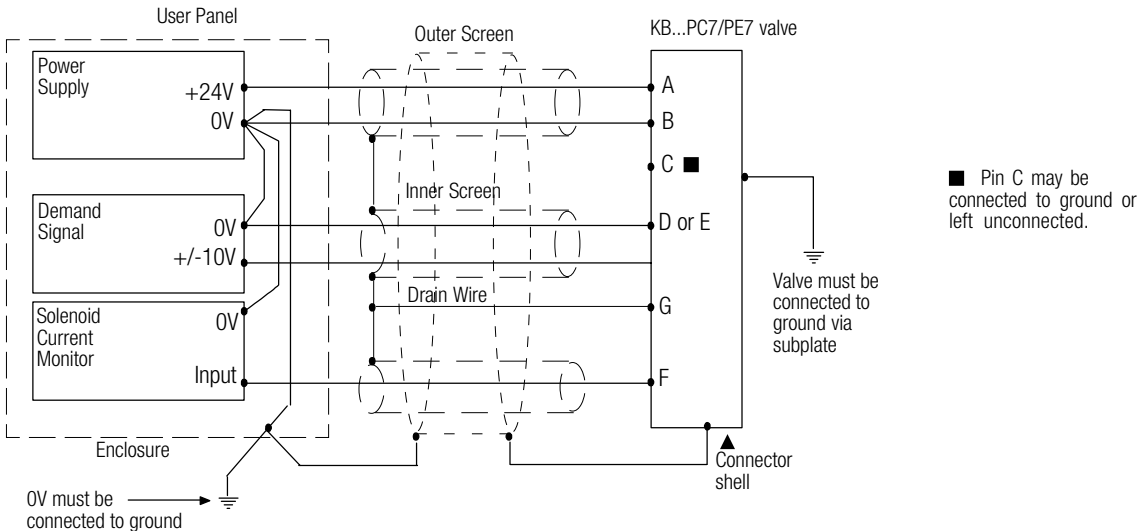 User Panel
Outer Screen
KB...PC7/PE7 valve
Power
Supply
+24V
0V
A
B
C ■
Inner Screen
■ Pin C may be
connected to ground or
left unconnected.
Demand
Signal
0V
+/-10V
D or E
Drain Wire
Valve must be
connected to
ground via
subplate
Solenoid
Current
Monitor
0V
Input
G
F
Enclosure
▲
Connector
shell
0V must be
connected to ground